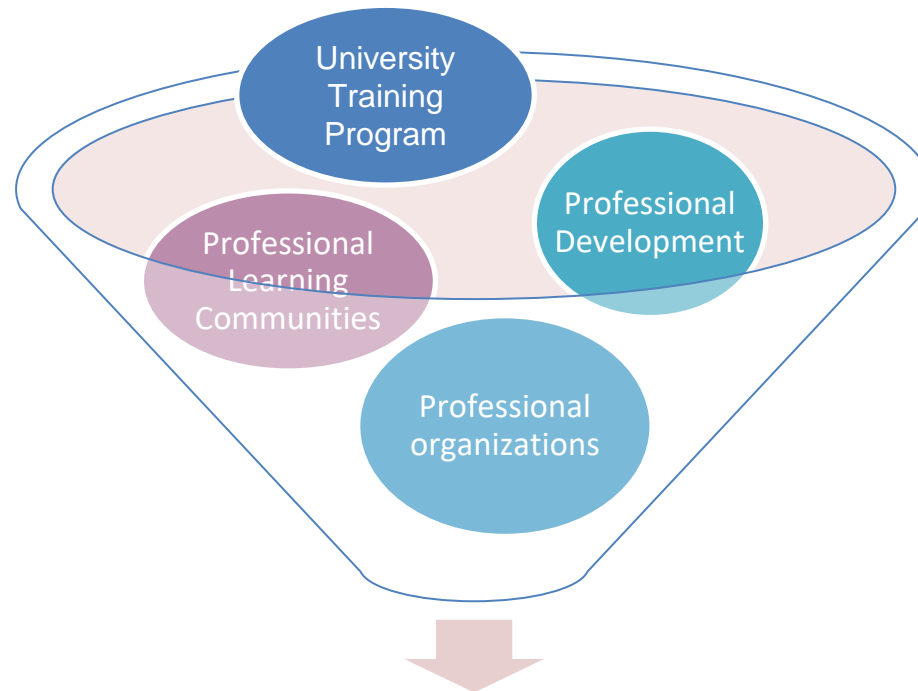 University
Training
Program
Professional
Development
Professional
Learning
Communities
Professional
organizations